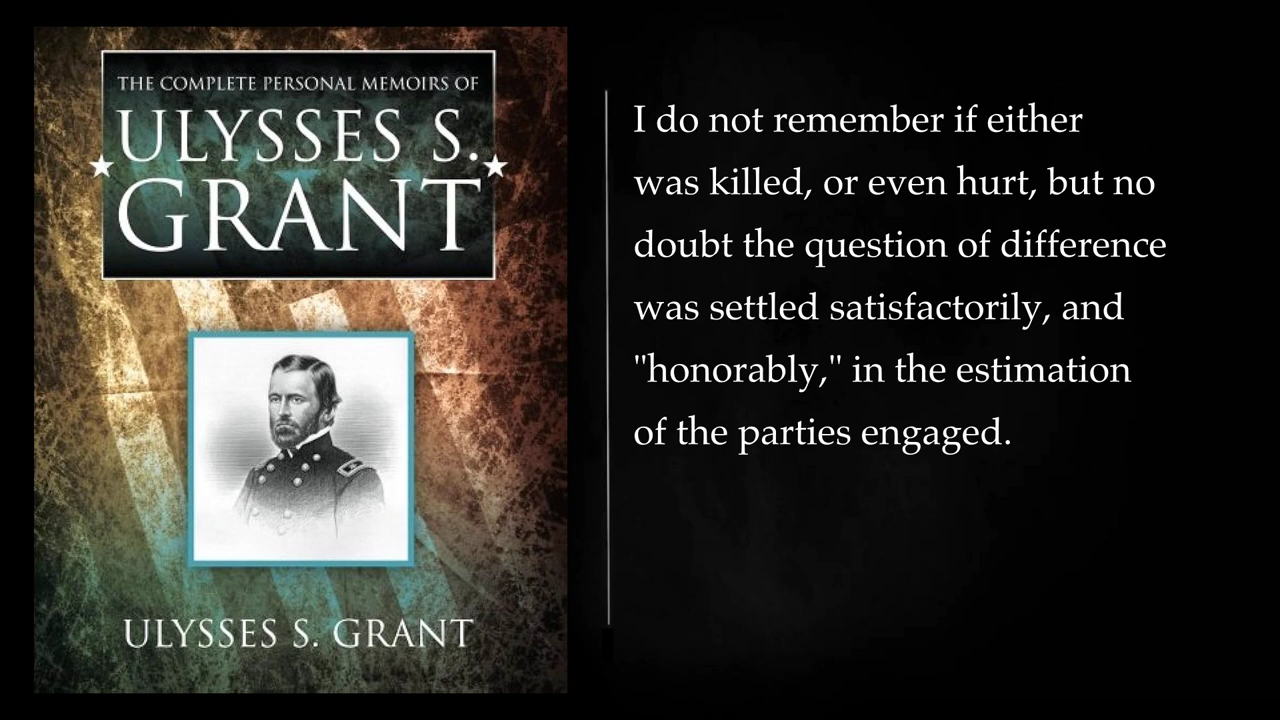 THE COMPLETE PERSONAL MEMOIRS OF
ULYSSES S.
GRANT
ULYSSES S. GRANT
I do not remember if either
was killed, or even hurt, but no
doubt the question of difference
was settled satisfactorily, and
"honorably," in the estimation
of the parties engaged.